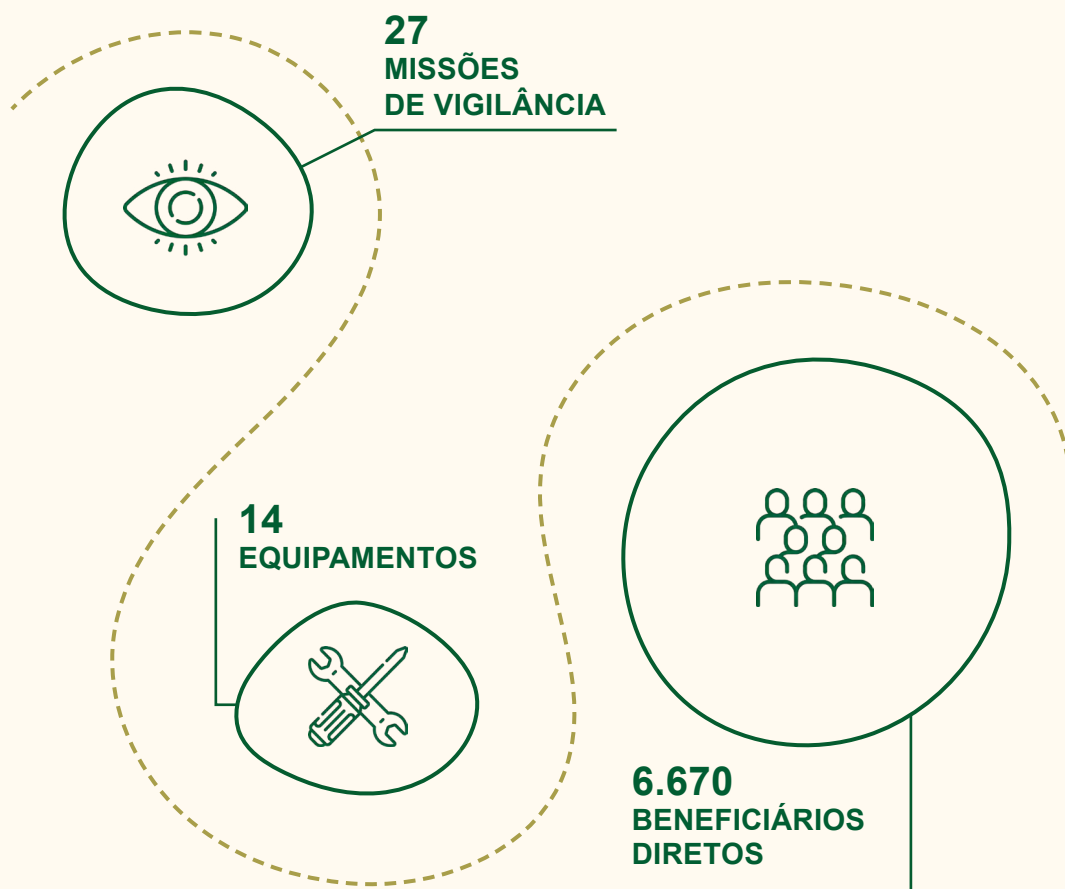 27
MISSÕES
DE VIGILÂNCIA
14
EQUIPAMENTOS
6.670
BENEFICIÁRIOS
DIRETOS